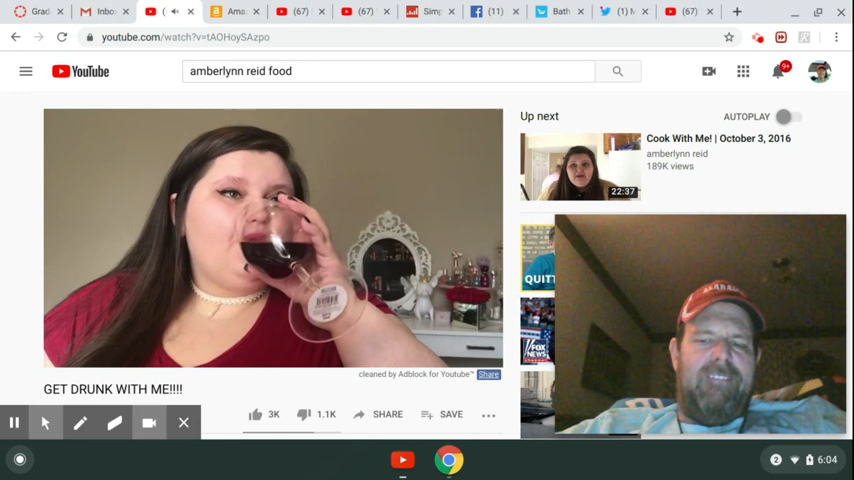 Grad
Inbo
(
Ama
(67)
(67)
Simp
(11)
Bath
(1)
(67)
youtube.com/watch?v=tAOHoySAzpo
YouTube
amberlynn reid food
9+
Up next
AUTOPLAY
Cook With Me! | October 3, 2016
amberlynn reid
189K views
22:37
QUIT
FOX
NEWS
cleaned by Adblock for Youtube™ Share
GET DRUNK WITH ME!!!!
3K
1.1K
SHARE
SAVE
2
6:04